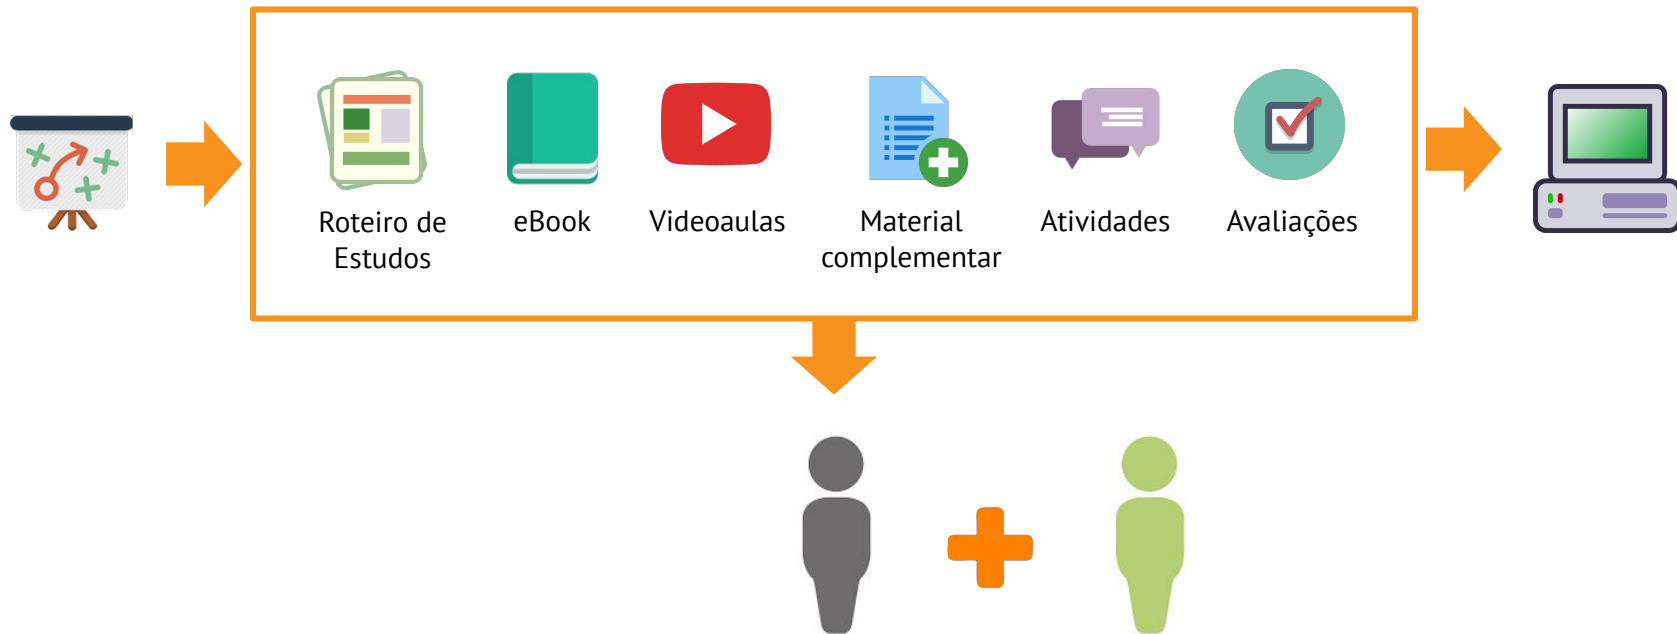 Roteiro de
Estudos
eBook
Videoaulas
Material
complementar
Atividades
Avaliações